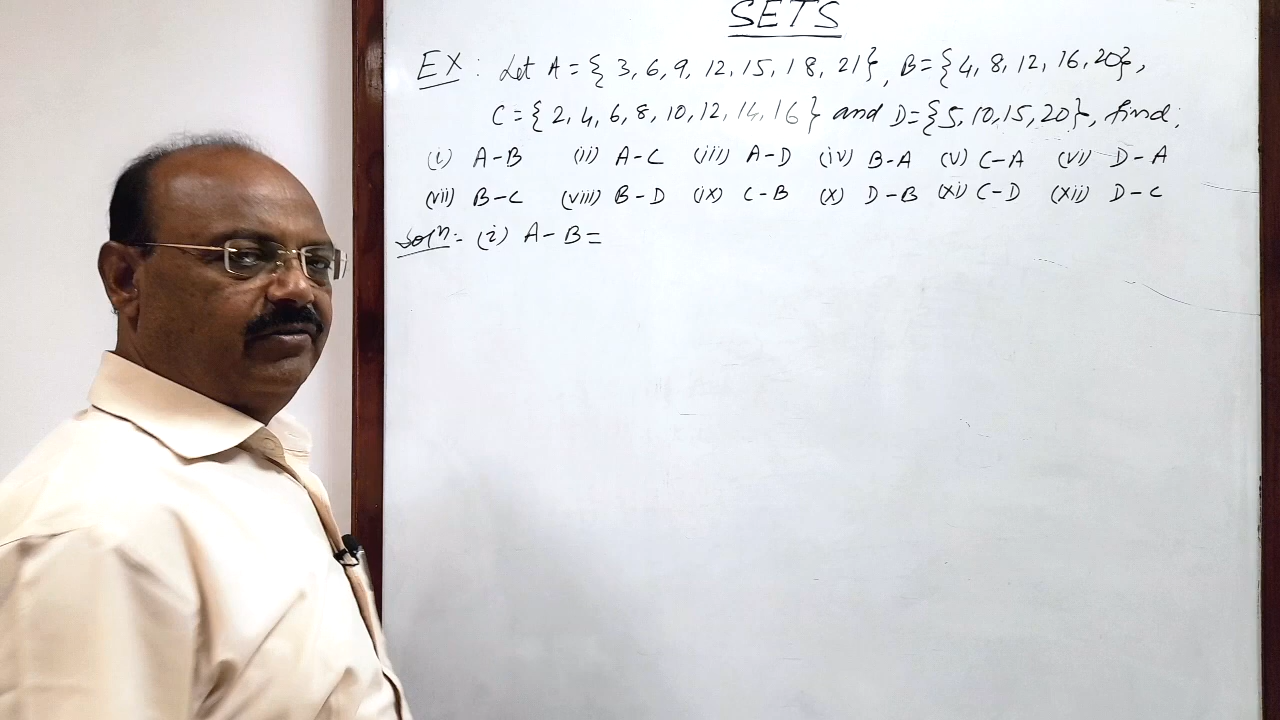 SETS
EX: Let A = { 3, 6, 9, 12, 15, 18, 21}, B = { 4, 8, 12, 16, 20},
C = { 2, 4, 6, 8, 10, 12, 14, 16 } and D = {5, 10, 15, 20}, find;
(i) A - B (ii) A - C (iii) A - D (iv) B - A (v) C - A (vi) D - A
(vii) B - C (viii) B - D (ix) C - B (x) D - B (xi) C - D (xii) D - C
Soln:- (i) A - B =